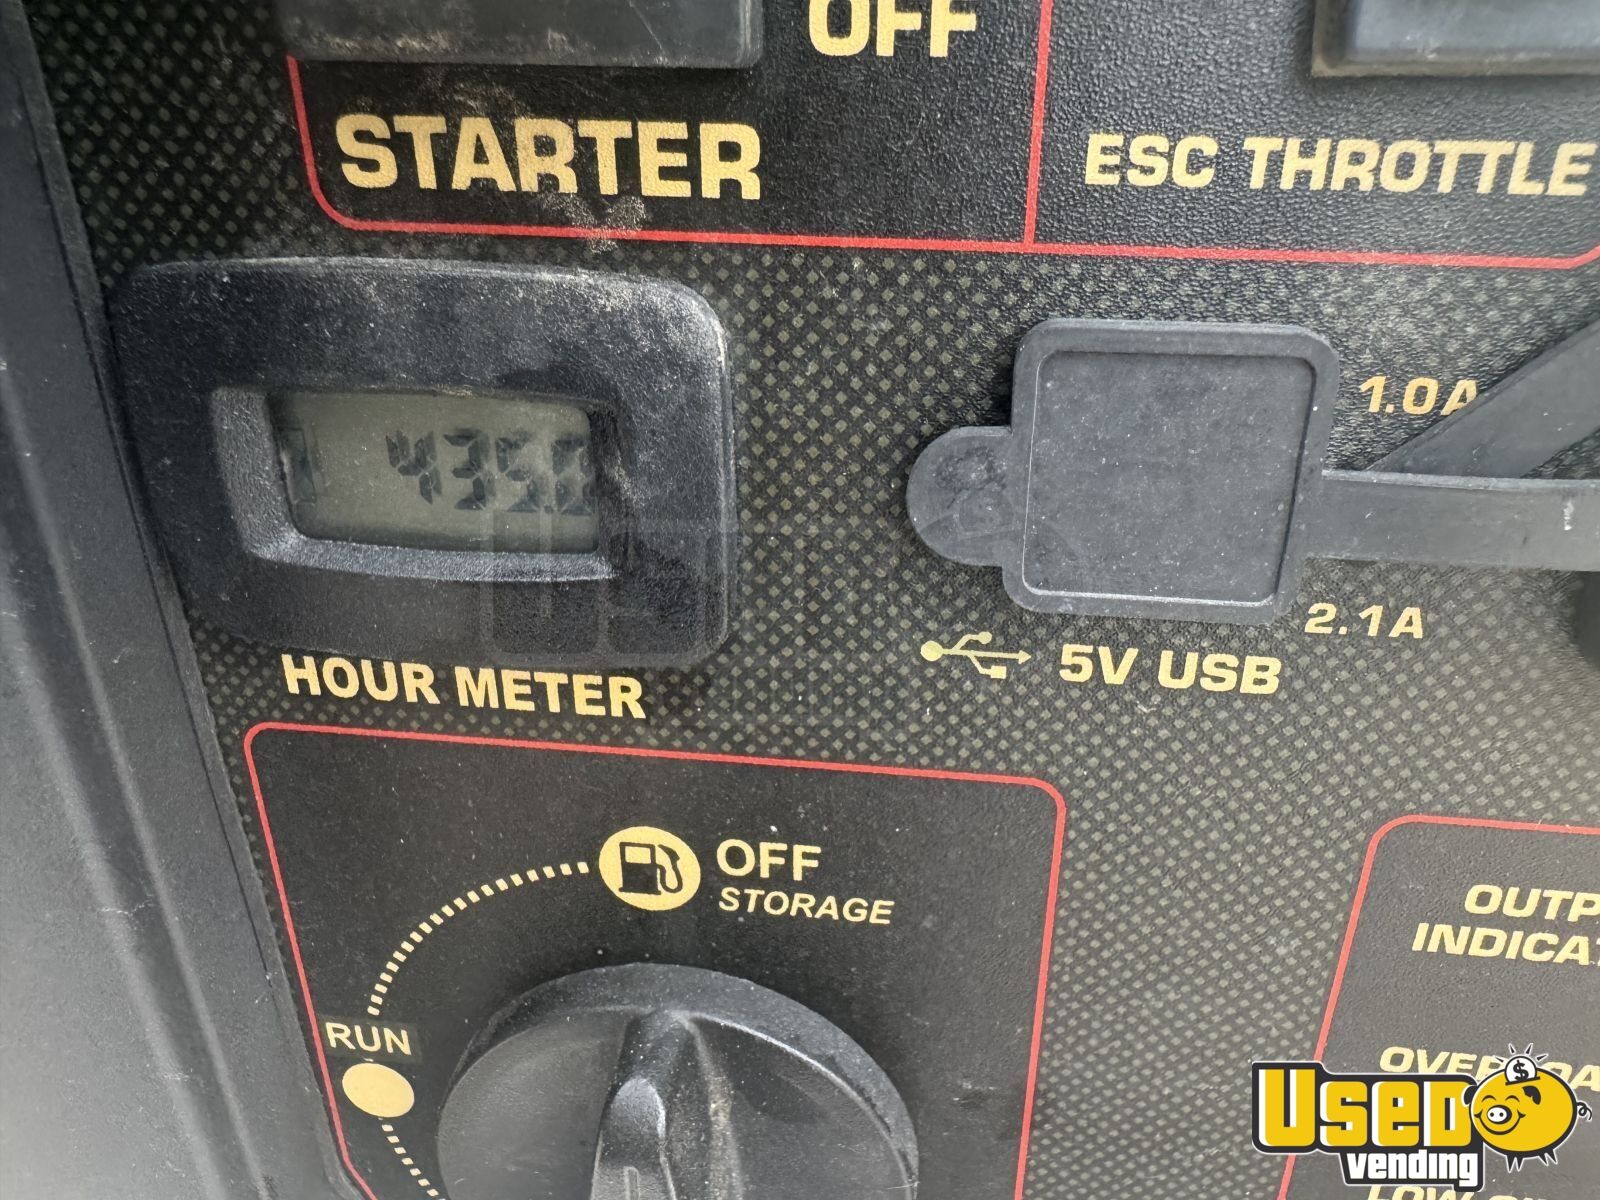 OFF
STARTER
ESC THROTTLE
1.0A
HOUR METER
2.1A
5V USB
OFF
STORAGE
RUN
USED
vending